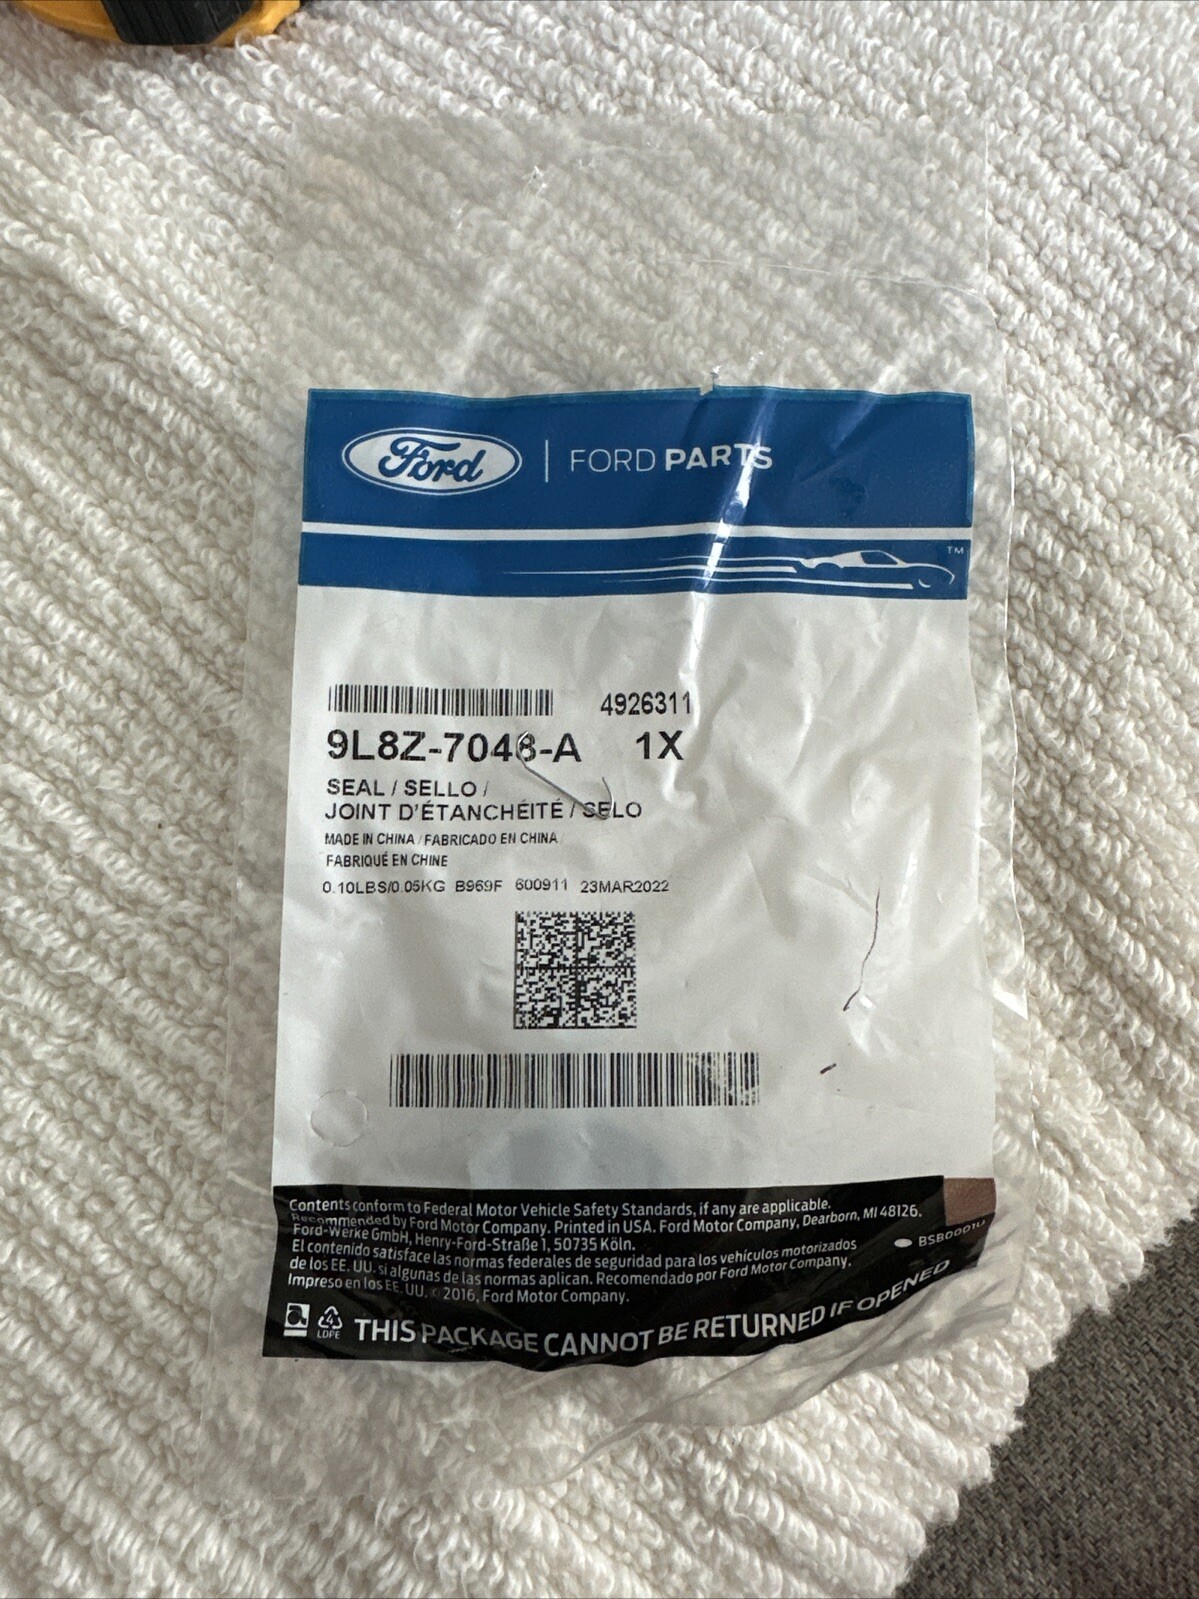 Ford | FORD PARTS
TM
4926311
9L8Z-7048-A 1X
SEAL / SELLO /
JOINT D'ÉTANCHÉITÉ / SELO
MADE IN CHINA / FABRICADO EN CHINA
FABRIQUÉ EN CHINE
0.10LBS/0.05KG B969F 600911 23MAR2022
Contents conform to Federal Motor Vehicle Safety Standards, if any are applicable.
Recommended by Ford Motor Company. Printed in USA. Ford Motor Company, Dearborn, MI 48126.
Ford-Werke GmbH, Henry-Ford-Straße 1, 50735 Köln.
El contenido satisface las normas federales de seguridad para los vehículos motorizados
de los EE. UU. si algunas de las normas aplican. Recomendado por Ford Motor Company.
Impreso en los EE. UU. © 2016, Ford Motor Company.
BSB0001U
4
LDPE
THIS PACKAGE CANNOT BE RETURNED IF OPENED